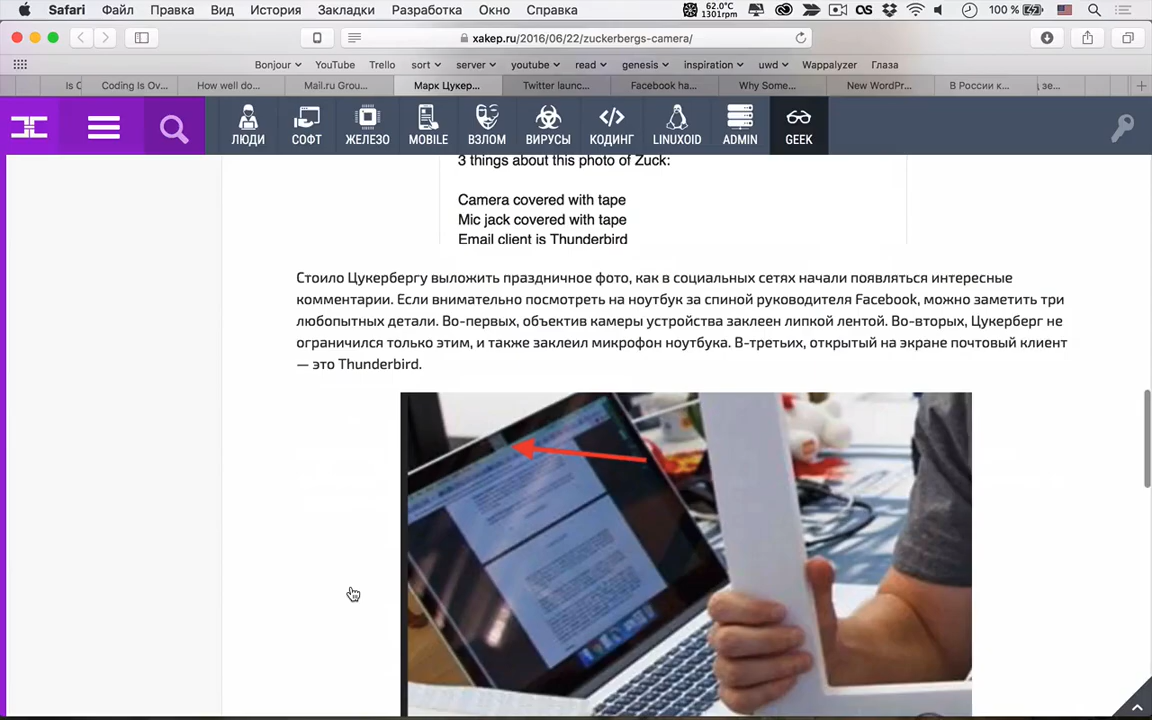 Safari Файл Правка Вид История Закладки Разработка Окно Справка 62.0°C 1301rpm 100 %
xakep.ru/2016/06/22/zuckerbergs-camera/
Bonjour YouTube Trello sort server youtube read genesis inspiration uwd Wappalyzer Глаза
Is C Coding Is Ov... How well do... Mail.ru Grou... Марк Цукер... Twitter launc... Facebook ha... Why Some... New WordPr... В России к... зе...
ЛЮДИ СОФТ ЖЕЛЕЗО MOBILE ВЗЛОМ ВИРУСЫ КОДИНГ LINUXOID ADMIN GEEK
3 things about this photo of Zuck:
Camera covered with tape
Mic jack covered with tape
Email client is Thunderbird
Стоило Цукербергу выложить праздничное фото, как в социальных сетях начали появляться интересные
комментарии. Если внимательно посмотреть на ноутбук за спиной руководителя Facebook, можно заметить три
любопытных детали. Во-первых, объектив камеры устройства заклеен липкой лентой. Во-вторых, Цукерберг не
ограничился только этим, и также заклеил микрофон ноутбука. В-третьих, открытый на экране почтовый клиент
— это Thunderbird.